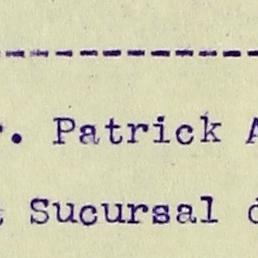 -----------
r. Patrick A
t Sucursal d